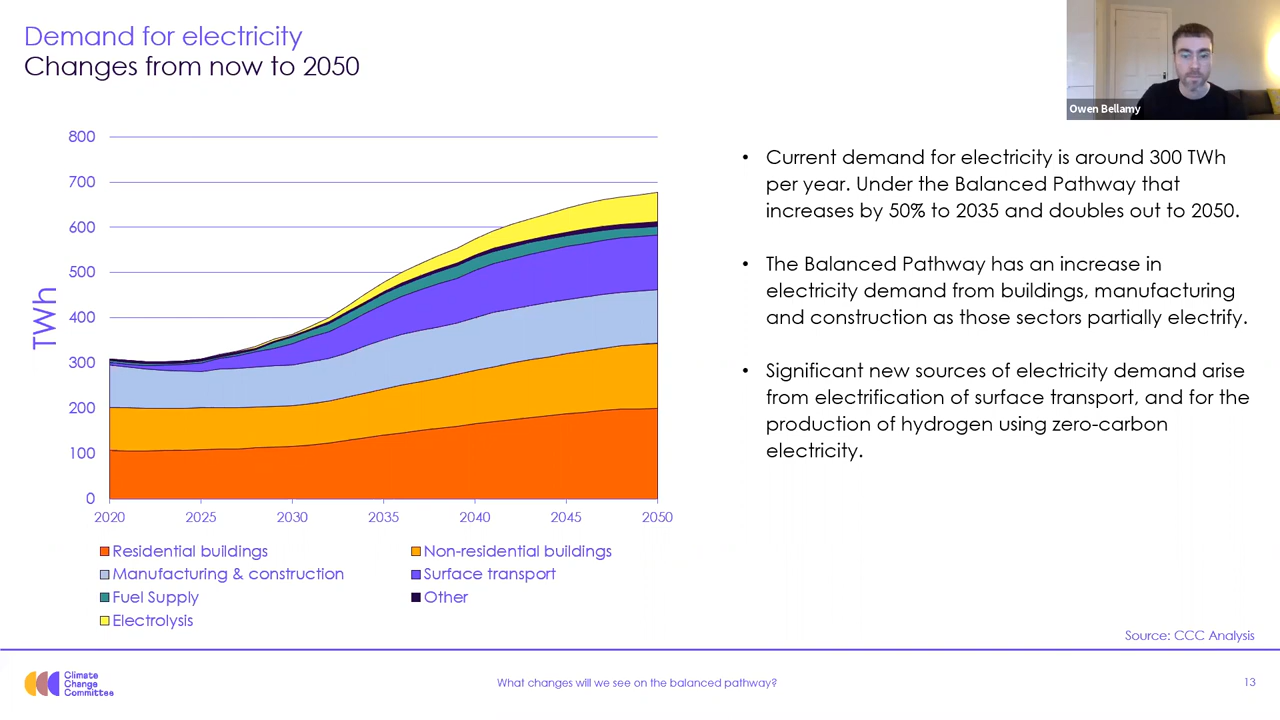 Demand for electricity
Changes from now to 2050
Owen Bellamy
800
700
600
500
400
300
200
100
0
TWh
2020 2025 2030 2035 2040 2045 2050
Residential buildings Non-residential buildings
Manufacturing & construction Surface transport
Fuel Supply Other
Electrolysis
• Current demand for electricity is around 300 TWh
per year. Under the Balanced Pathway that
increases by 50% to 2035 and doubles out to 2050.
• The Balanced Pathway has an increase in
electricity demand from buildings, manufacturing
and construction as those sectors partially electrify.
• Significant new sources of electricity demand arise
from electrification of surface transport, and for the
production of hydrogen using zero-carbon
electricity.
Source: CCC Analysis
Climate
Change
Committee
What changes will we see on the balanced pathway?
13